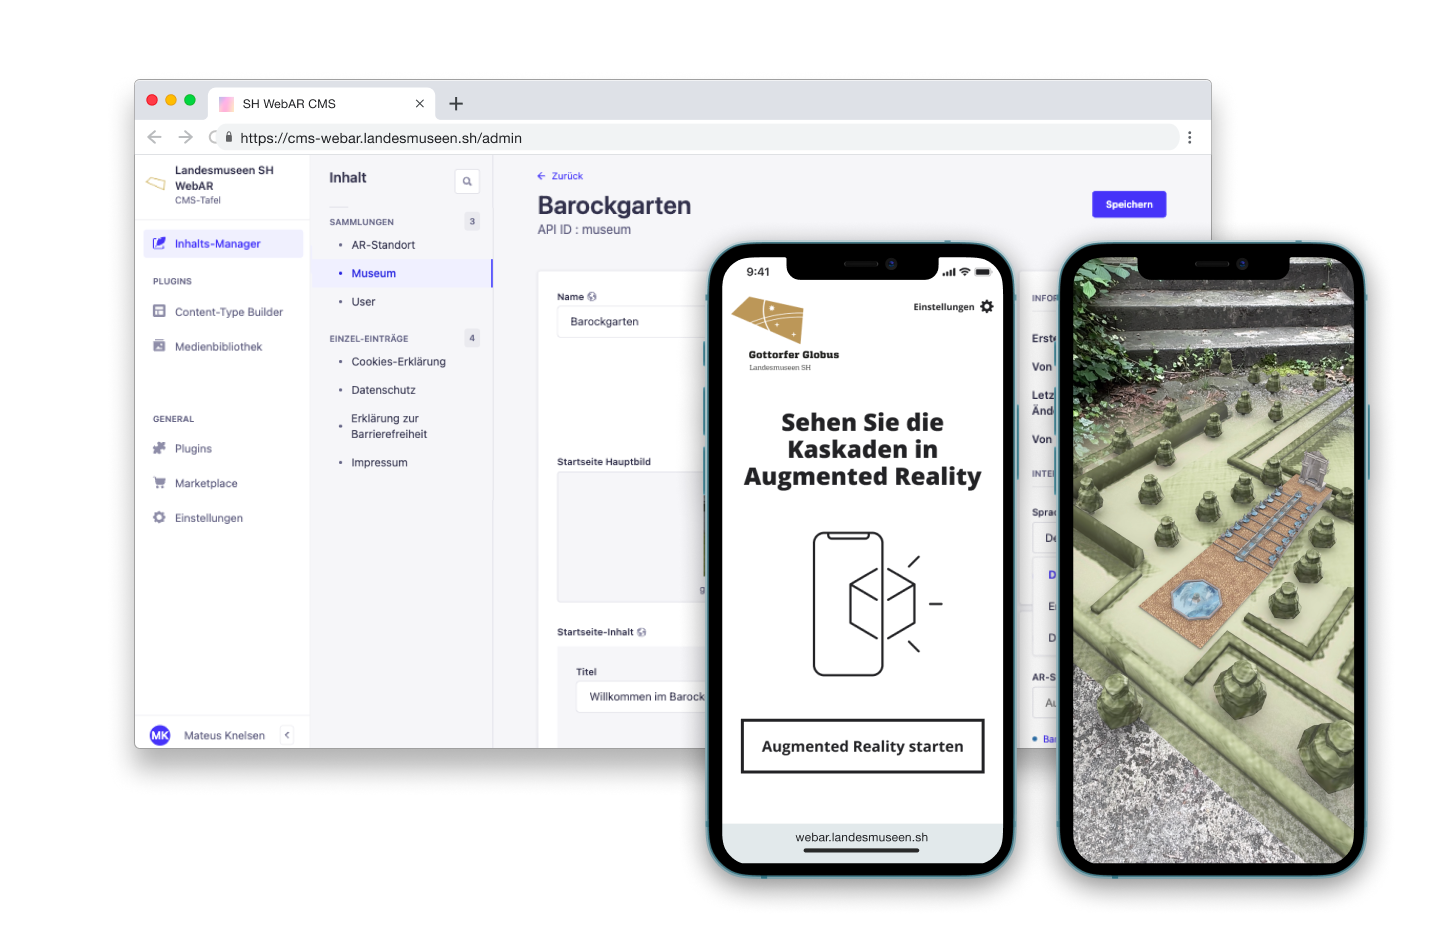 SH WebAR CMS
https://cms-webar.landesmuseen.sh/admin
Landesmuseen SH
WebAR
CMS-Tafel
Inhalts-Manager
PLUGINS
Content-Type Builder
Medienbibliothek
GENERAL
Plugins
Marketplace
Einstellungen
MK Mateus Knelsen
Inhalt
SAMMLUNGEN 3
AR-Standort
Museum
User
EINZEL-EINTRÄGE 4
Cookies-Erklärung
Datenschutz
Erklärung zur
Barrierefreiheit
Impressum
Zurück
Barockgarten
API ID : museum
Speichern
Name
Barockgarten
Startseite Hauptbild
g
Startseite-Inhalt
Titel
Willkommen im Barock
INFOR
Erste
Von
Letz
Ände
Von
INTE
Sprac
De
D
E
D
AR-S
Au
Bar
9:41
Einstellungen
Gottorfer Globus
Landesmuseen SH
Sehen Sie die
Kaskaden in
Augmented Reality
Augmented Reality starten
webar.landesmuseen.sh